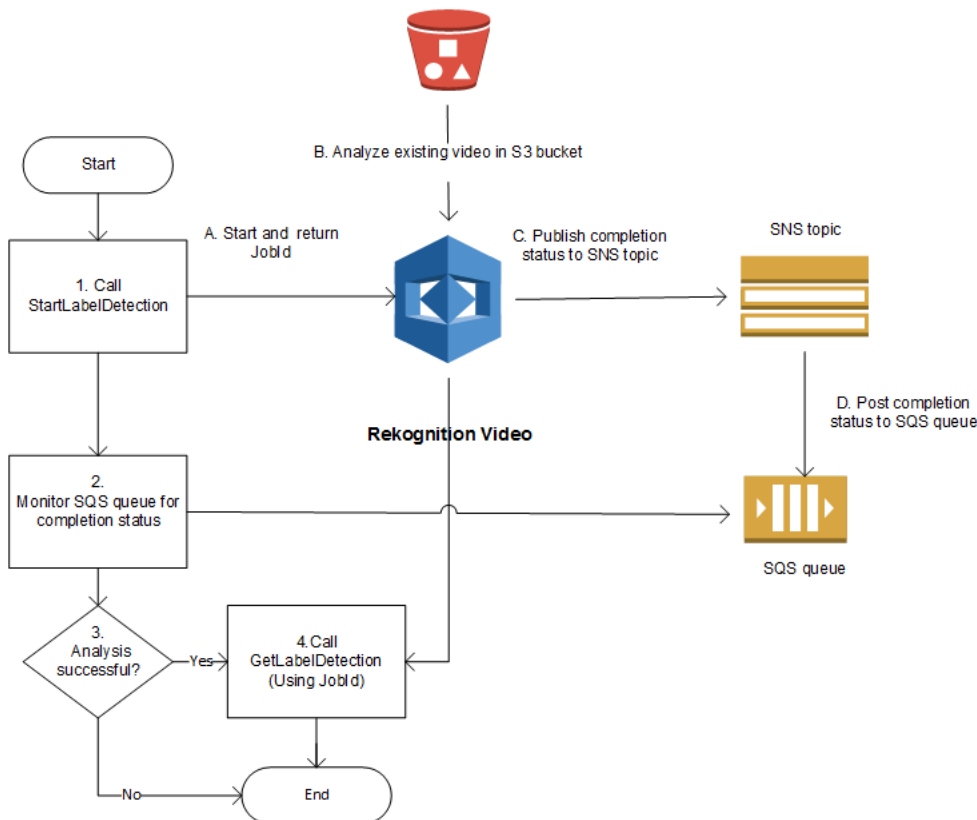 B. Analyze existing video in S3 bucket
Start
A. Start and return
JobId
C. Publish completion
status to SNS topic
SNS topic
1. Call
StartLabelDetection
D. Post completion
status to SQS queue
Rekognition Video
2.
Monitor SQS queue for
completion status
SQS queue
3.
Analysis
successful?
Yes
4.Call
GetLabelDetection
(Using JobId)
No
End